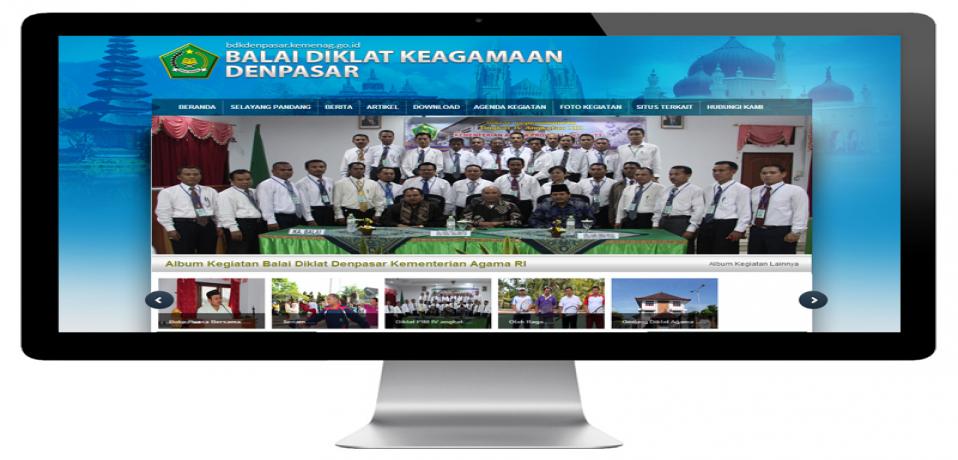 bdkdenpasar.kemenag.go.id
BALAI DIKLAT KEAGAMAAN
DENPASAR
BERANDA
SELAYANG PANDANG
BERITA
ARTIKEL
DOWNLOAD
AGENDA KEGIATAN
FOTO KEGIATAN
SITUS TERKAIT
HUBUNGI KAMI
KA. BALAI
Album Kegiatan Balai Diklat Denpasar Kementerian Agama RI
Album Kegiatan Lainnya
Buka Puasa Bersama
Senam
Diklat PIM IV angkat
Olah Raga
Gedung Diklat Agama